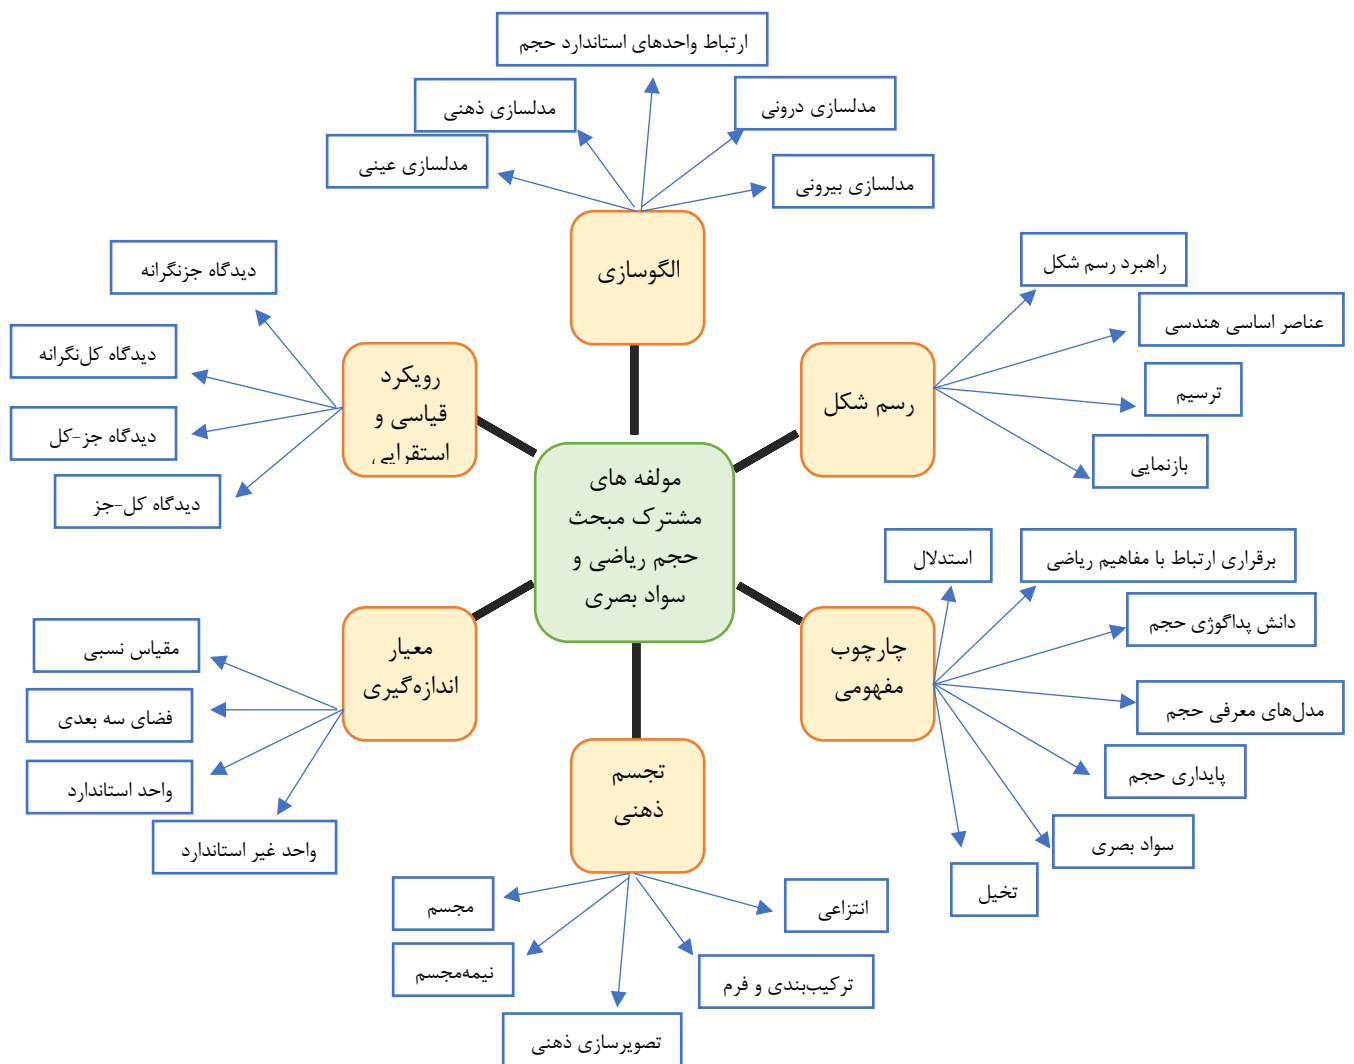 ارتباط واحدهای استاندارد حجم
مدلسازی درونی
مدلسازی ذهنی
مدلسازی بیرونی
مدلسازی عینی
الگوسازی
راهبرد رسم شکل
عناصر اساسی هندسی
ترسیم
بازنمایی
رسم شکل
دیدگاه جزنگرانه
دیدگاه کل‌نگرانه
دیدگاه جز-کل
دیدگاه کل-جز
رویکرد
قیاسی و
استقرایی
مولفه های
مشترک مبحث
حجم ریاضی و
سواد بصری
برقراری ارتباط با مفاهیم ریاضی
استدلال
دانش پداگوژی حجم
مدل‌های معرفی حجم
پایداری حجم
سواد بصری
تخیل
چارچوب
مفهومی
معیار
اندازه‌گیری
مقیاس نسبی
فضای سه بعدی
واحد استاندارد
واحد غیر استاندارد
تجسم
ذهنی
انتزاعی
مجسم
ترکیب‌بندی و فرم
نیمه‌مجسم
تصویرسازی ذهنی